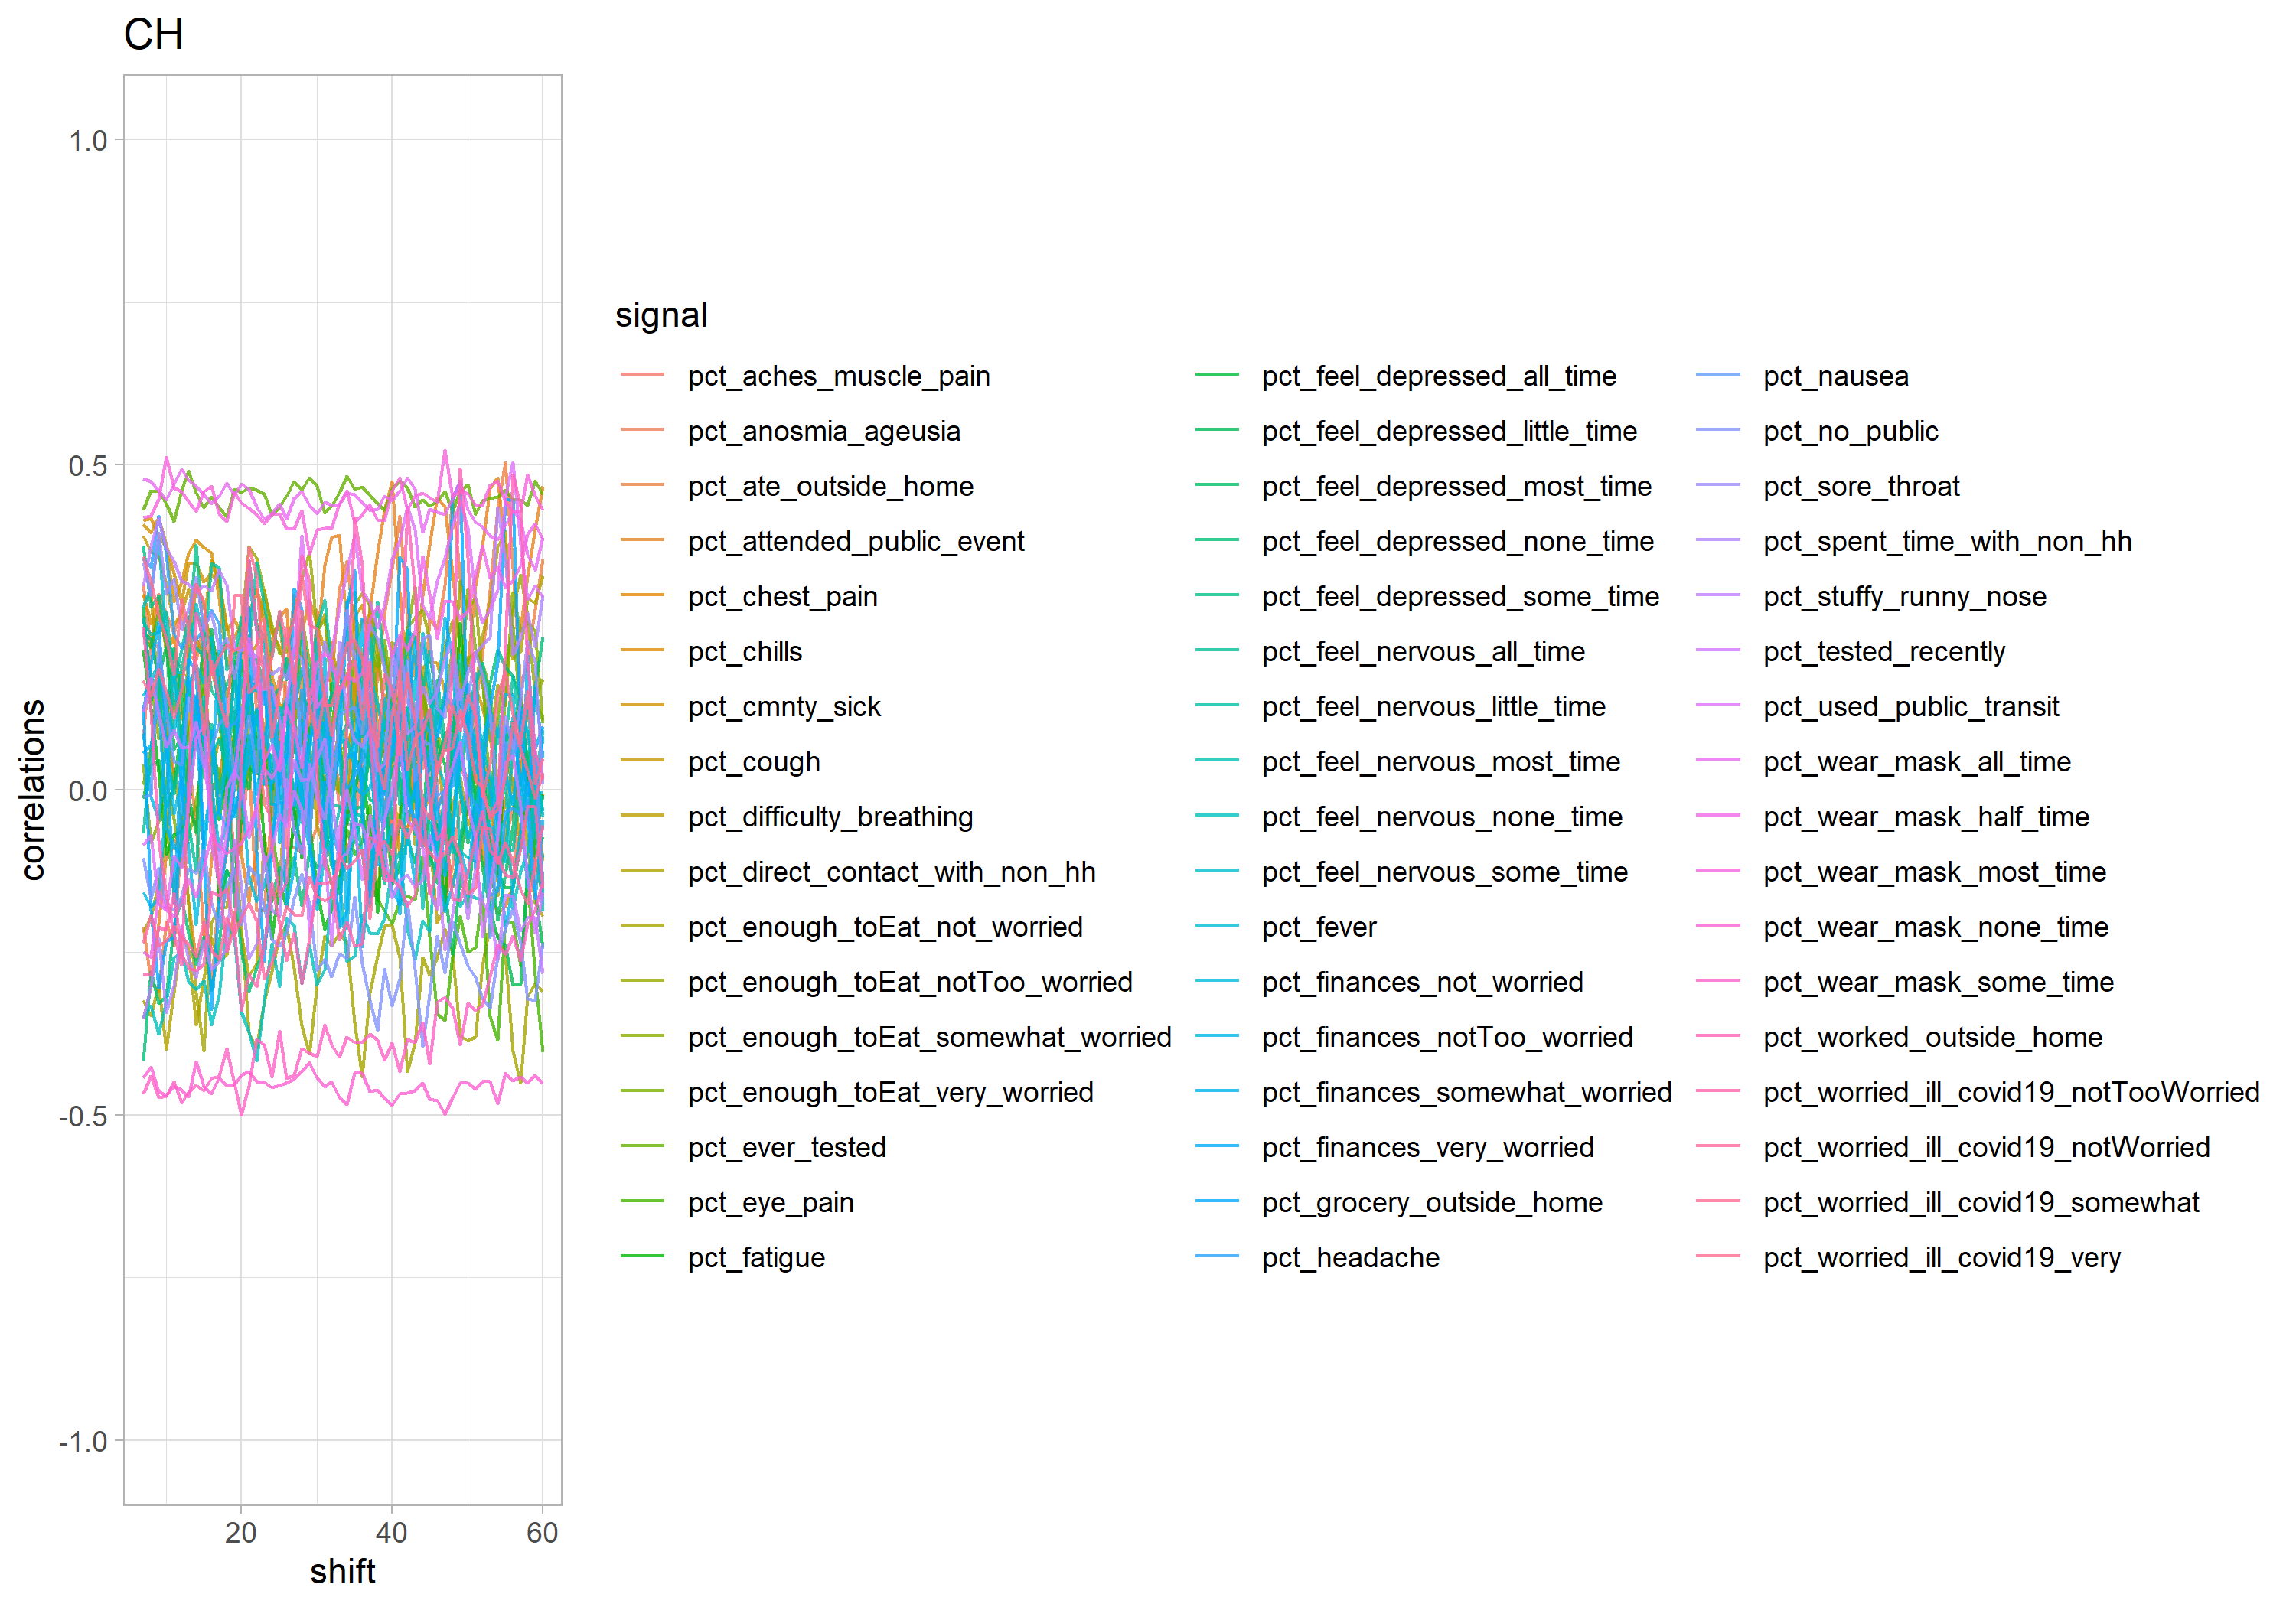 CH
1.0
0.5
0.0
-0.5
-1.0
correlations
20 40 60
shift
signal
pct_aches_muscle_pain
pct_anosmia_ageusia
pct_ate_outside_home
pct_attended_public_event
pct_chest_pain
pct_chills
pct_cmnty_sick
pct_cough
pct_difficulty_breathing
pct_direct_contact_with_non_hh
pct_enough_toEat_not_worried
pct_enough_toEat_notToo_worried
pct_enough_toEat_somewhat_worried
pct_enough_toEat_very_worried
pct_ever_tested
pct_eye_pain
pct_fatigue
pct_feel_depressed_all_time
pct_feel_depressed_little_time
pct_feel_depressed_most_time
pct_feel_depressed_none_time
pct_feel_depressed_some_time
pct_feel_nervous_all_time
pct_feel_nervous_little_time
pct_feel_nervous_most_time
pct_feel_nervous_none_time
pct_feel_nervous_some_time
pct_fever
pct_finances_not_worried
pct_finances_notToo_worried
pct_finances_somewhat_worried
pct_finances_very_worried
pct_grocery_outside_home
pct_headache
pct_nausea
pct_no_public
pct_sore_throat
pct_spent_time_with_non_hh
pct_stuffy_runny_nose
pct_tested_recently
pct_used_public_transit
pct_wear_mask_all_time
pct_wear_mask_half_time
pct_wear_mask_most_time
pct_wear_mask_none_time
pct_wear_mask_some_time
pct_worked_outside_home
pct_worried_ill_covid19_notTooWorried
pct_worried_ill_covid19_notWorried
pct_worried_ill_covid19_somewhat
pct_worried_ill_covid19_very